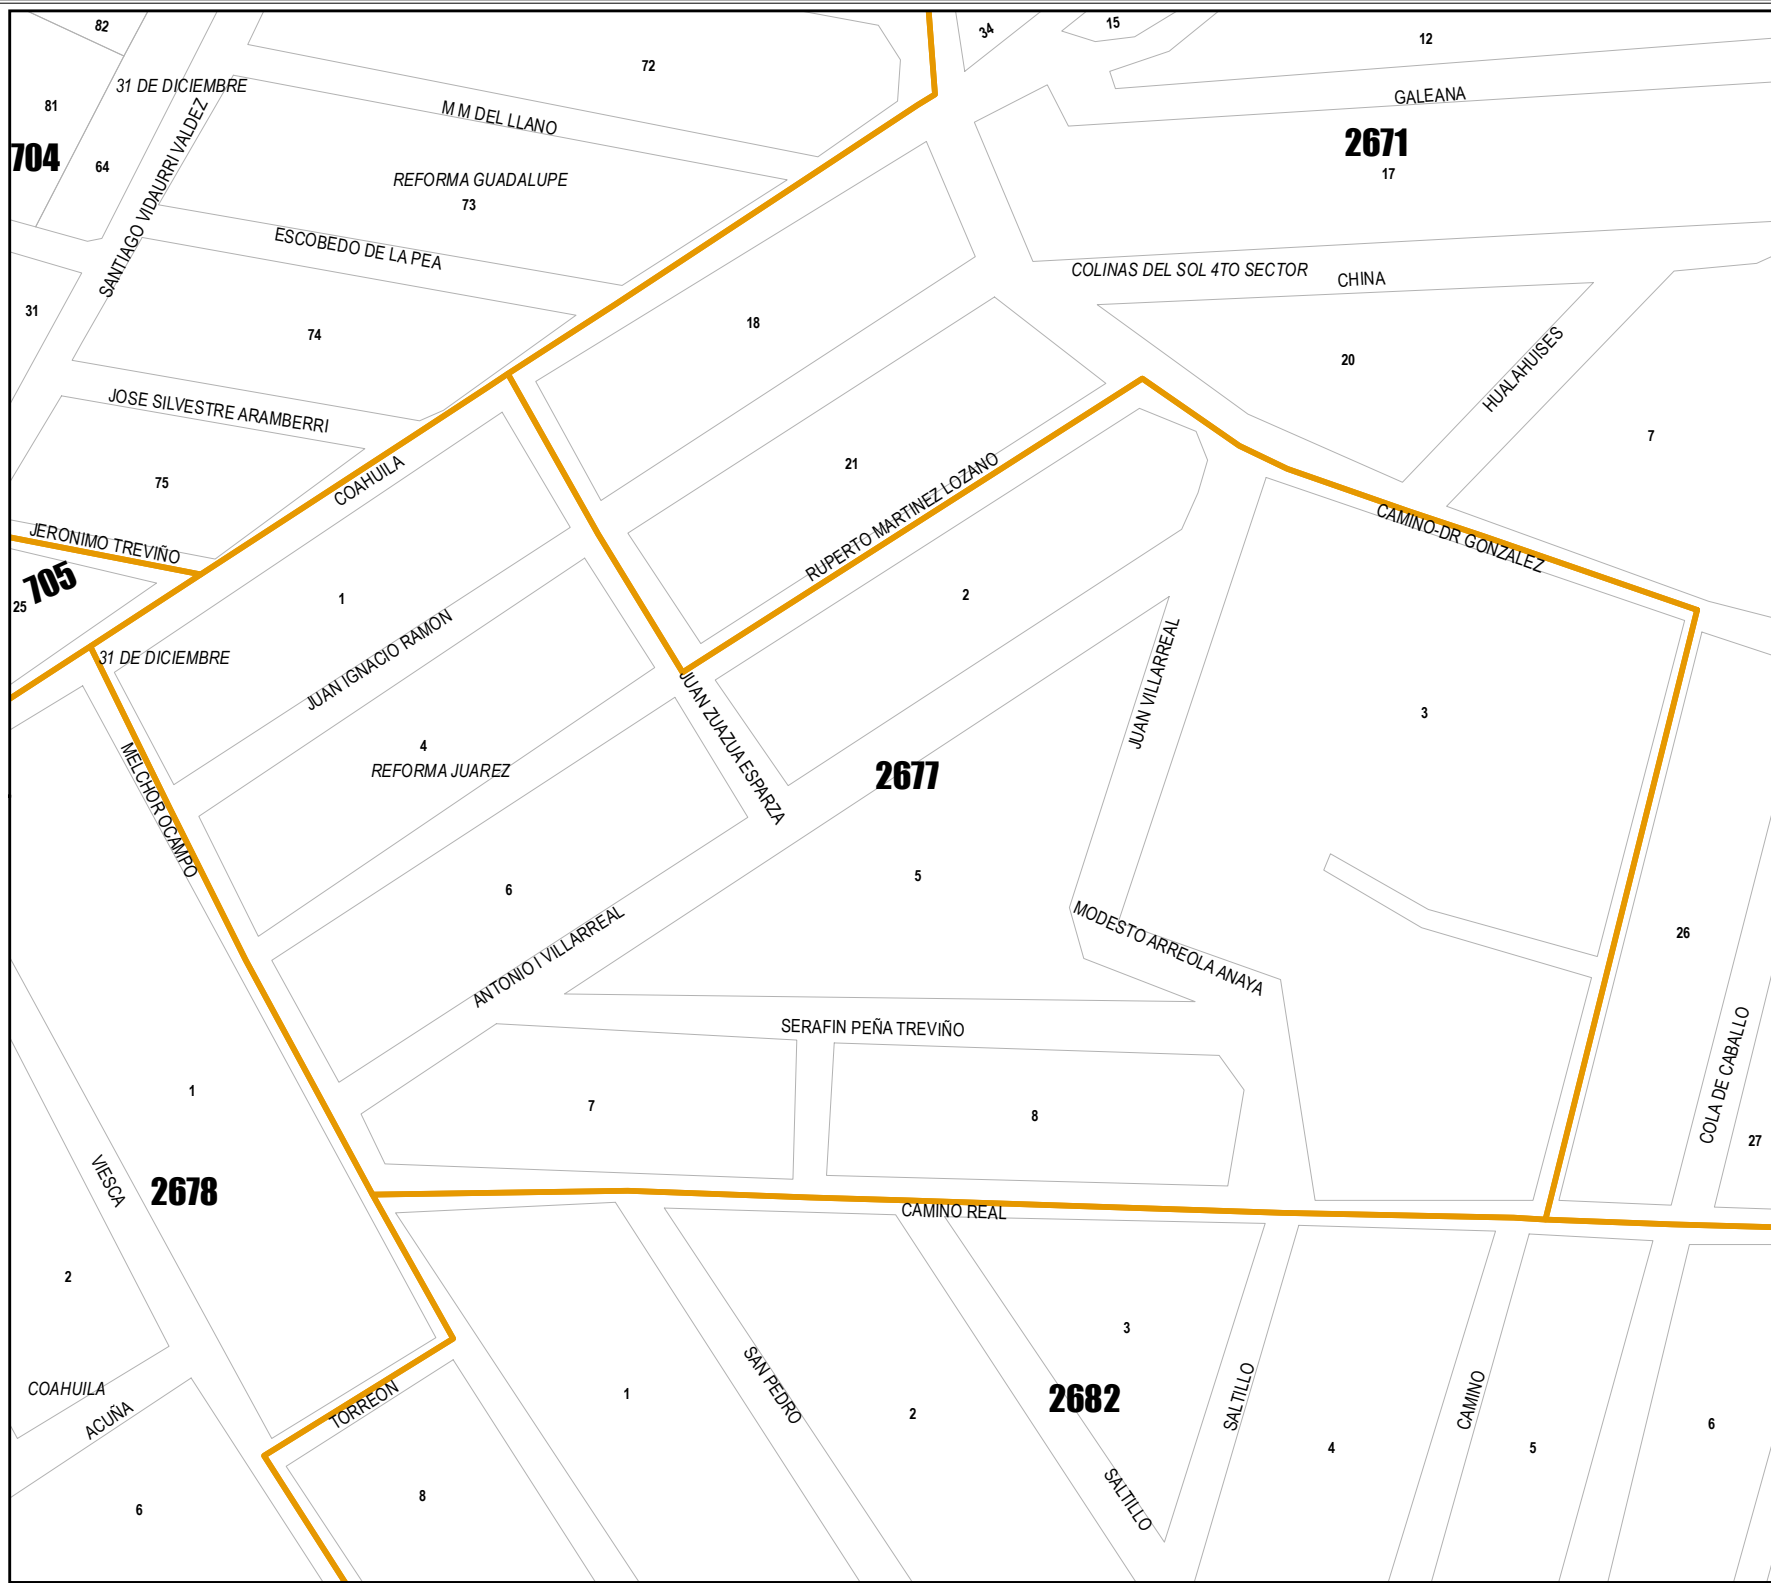 82
34
15
12
72
31 DE DICIEMBRE
81
GALEANA
M M DEL LLANO
2671
704
64
SANTIAGO VIDAURRI VALDEZ
REFORMA GUADALUPE
17
73
ESCOBEDO DE LA PEA
COLINAS DEL SOL 4TO SECTOR
CHINA
31
18
74
20
HUALAHUISES
JOSE SILVESTRE ARAMBERRI
7
COAHUILA
21
75
RUPERTO MARTINEZ LOZANO
CAMINO-DR GONZALEZ
JERONIMO TREVIÑO
705
25
1
2
JUAN IGNACIO RAMON
31 DE DICIEMBRE
JUAN VILLARREAL
JUAN ZUAZUA ESPARZA
3
4
REFORMA JUAREZ
2677
MELCHOR OCAMPO
5
6
MODESTO ARREOLA ANAYA
26
ANTONIO I VILLARREAL
SERAFIN PEÑA TREVIÑO
COLA DE CABALLO
1
7
8
27
VIESCA
2678
CAMINO REAL
2
3
SAN PEDRO
COAHUILA
ACUÑA
TORREON
1
2
2682
SALTILLO
CAMINO
4
5
6
SALTILLO
6
8